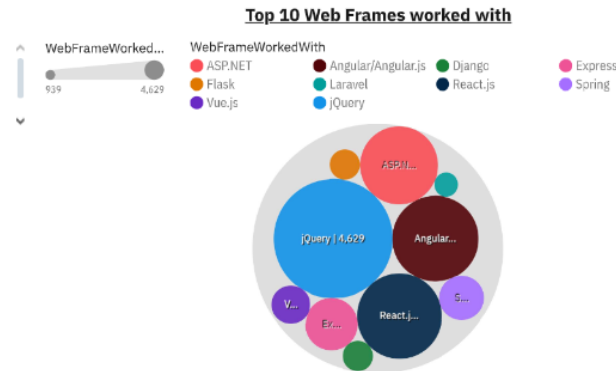 Top 10 Web Frames worked with
WebFrameWorked...
939 4,629
WebFrameWorkedWith
ASP.NET Angular/Angular.js Django Express
Flask Laravel React.js Spring
Vue.js jQuery
ASP.N...
jQuery | 4,629
Angular...
V...
Ex...
React.j...
S...